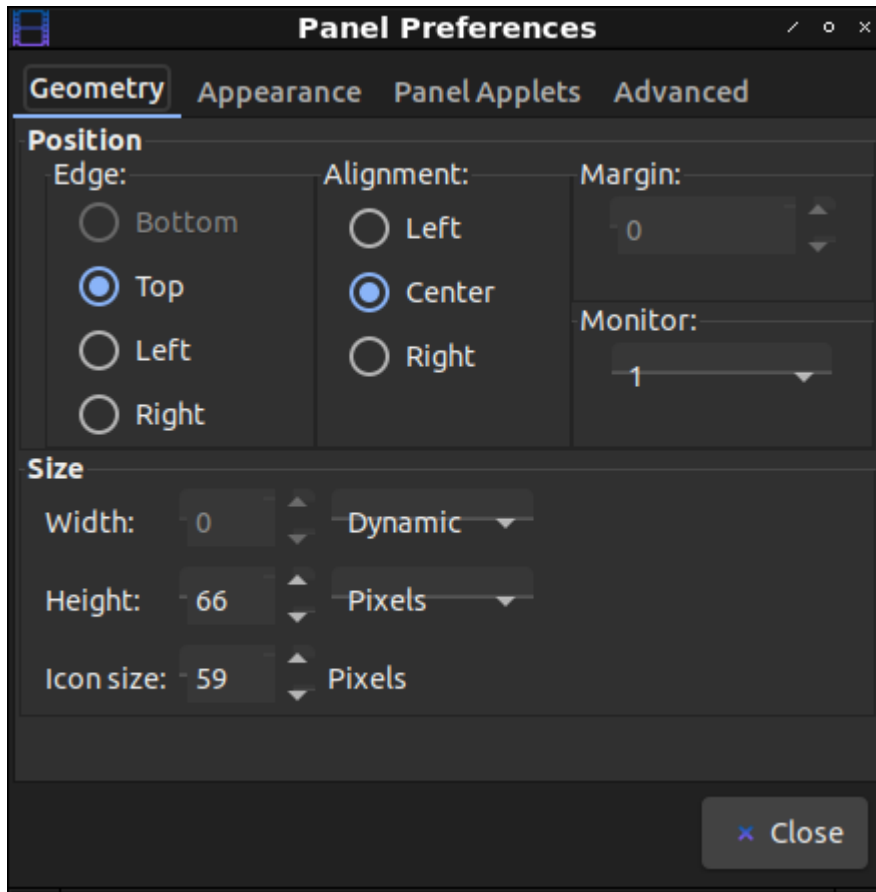 Panel Preferences
Geometry Appearance Panel Applets Advanced
Position
Edge: Alignment: Margin:
Bottom Left 0
Top Center
Monitor:
Left Right 1
Right
Size
Width: 0 Dynamic
Height: 66 Pixels
Icon size: 59 Pixels
Close